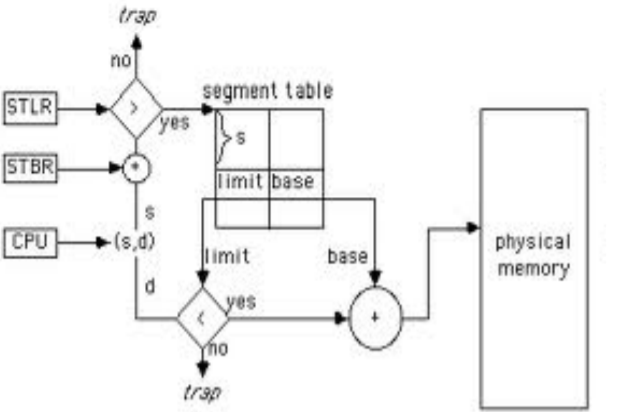 trap
no
segment table
STLR
>
yes
s
STBR
+
limit base
s
CPU
(s,d)
physical
memory
limit
base
d
yes
<
+
no
trap